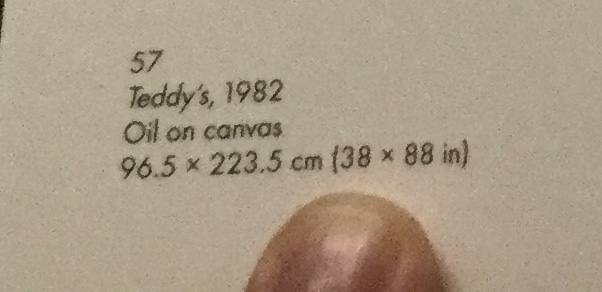 57
Teddy's, 1982
Oil on canvas
96.5 × 223.5 cm (38 × 88 in)